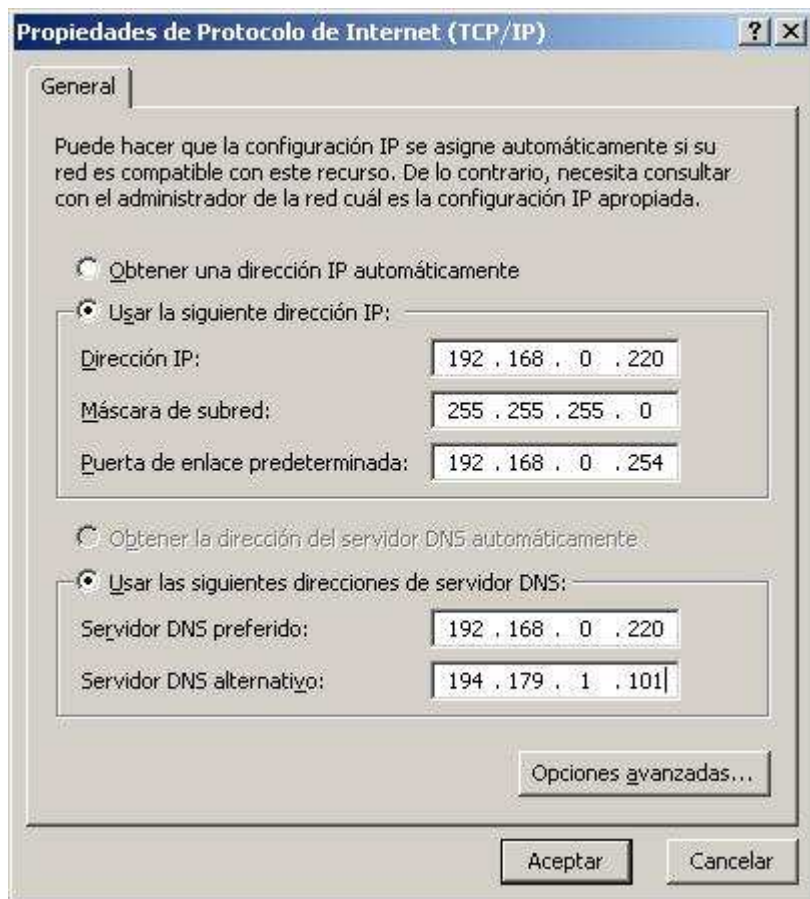 Propiedades de Protocolo de Internet (TCP/IP)
General
Puede hacer que la configuración IP se asigne automáticamente si su
red es compatible con este recurso. De lo contrario, necesita consultar
con el administrador de la red cuál es la configuración IP apropiada.
Obtener una dirección IP automáticamente
Usar la siguiente dirección IP:
Dirección IP: 192 . 168 . 0 . 220
Máscara de subred: 255 . 255 . 255 . 0
Puerta de enlace predeterminada: 192 . 168 . 0 . 254
Obtener la dirección del servidor DNS automáticamente
Usar las siguientes direcciones de servidor DNS:
Servidor DNS preferido: 192 . 168 . 0 . 220
Servidor DNS alternativo: 194 . 179 . 1 . 101
Opciones avanzadas...
Aceptar Cancelar